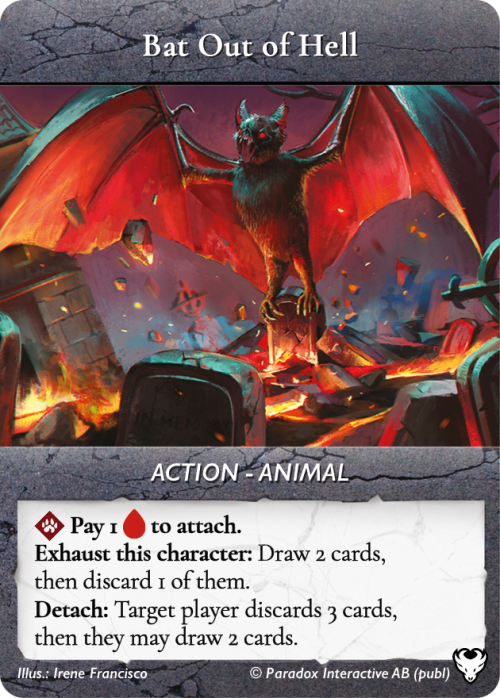 Bat Out of Hell
IN MEMORY
ACTION - ANIMAL
Pay 1 to attach.
Exhaust this character: Draw 2 cards,
then discard 1 of them.
Detach: Target player discards 3 cards,
then they may draw 2 cards.
Illus.: Irene Francisco
© Paradox Interactive AB (publ)